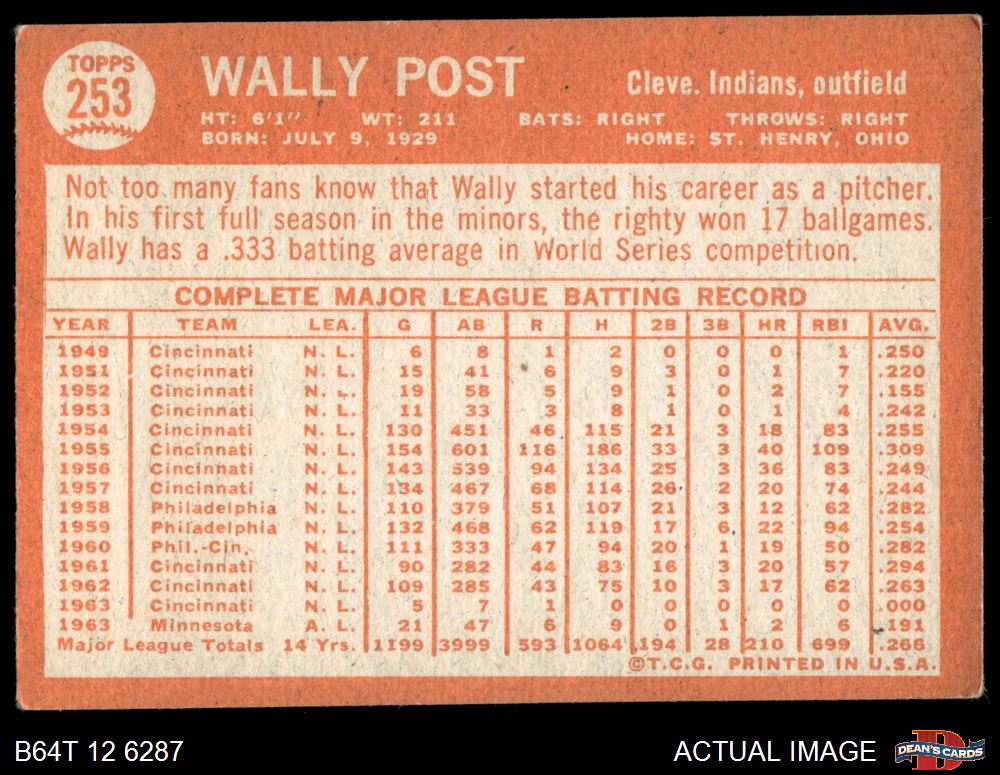 TOPPS
253
WALLY POST
Cleve. Indians, outfield
HT: 6'1" WT: 211 BATS: RIGHT THROWS: RIGHT
BORN: JULY 9, 1929 HOME: ST. HENRY, OHIO
Not too many fans know that Wally started his career as a pitcher.
In his first full season in the minors, the righty won 17 ballgames.
Wally has a .333 batting average in World Series competition.
COMPLETE MAJOR LEAGUE BATTING RECORD
YEAR TEAM LEA. G AB R H 2B 3B HR RBI AVG.
1949 Cincinnati N. L. 6 8 1 2 0 0 0 1 .250
1951 Cincinnati N. L. 15 41 6 9 3 0 1 7 .220
1952 Cincinnati N. L. 19 58 5 9 1 0 2 7 .155
1953 Cincinnati N. L. 11 33 3 8 1 0 1 4 .242
1954 Cincinnati N. L. 130 451 46 115 21 3 18 83 .255
1955 Cincinnati N. L. 154 601 116 186 33 3 40 109 .309
1956 Cincinnati N. L. 143 539 94 134 25 3 36 83 .249
1957 Cincinnati N. L. 134 467 68 114 26 2 20 74 .244
1958 Philadelphia N. L. 110 379 51 107 21 3 12 62 .282
1959 Philadelphia N. L. 132 468 62 119 17 6 22 94 .254
1960 Phil.-Cin. N. L. 111 333 47 94 20 1 19 50 .282
1961 Cincinnati N. L. 90 282 44 83 16 3 20 57 .294
1962 Cincinnati N. L. 109 285 43 75 10 3 17 62 .263
1963 Cincinnati N. L. 5 7 1 0 0 0 0 0 .000
1963 Minnesota A. L. 21 47 6 9 0 1 2 6 .191
Major League Totals 14 Yrs. 1199 3999 593 1064 194 28 210 699 .266
©T.C.G. PRINTED IN U.S.A.
B64T 12 6287
ACTUAL IMAGE
DEAN'S CARDS